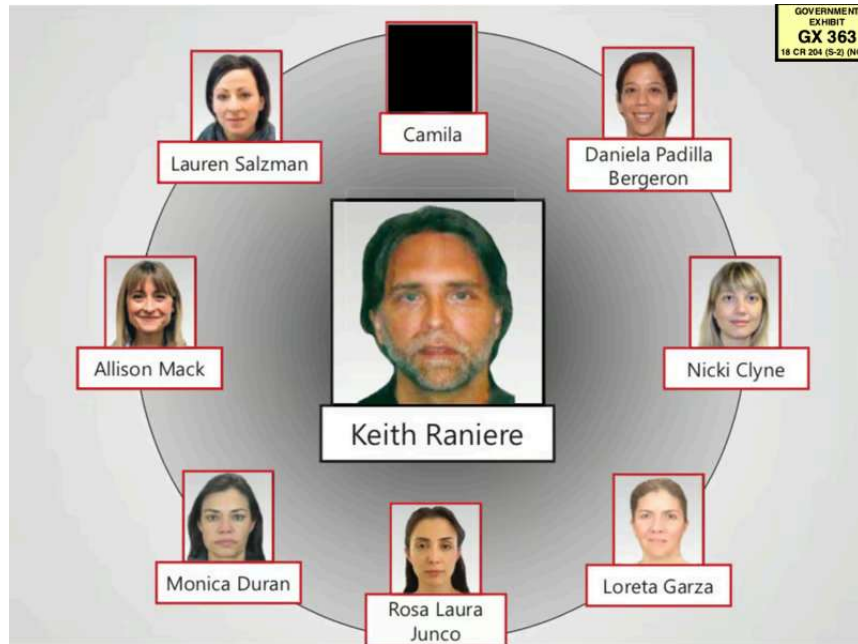 GOVERNMENT
EXHIBIT
GX 363
18 CR 204 (S-2)
Camila
Lauren Salzman
Daniela Padilla
Bergeron
Allison Mack
Nicki Clyne
Keith Raniere
Monica Duran
Loreta Garza
Rosa Laura
Junco